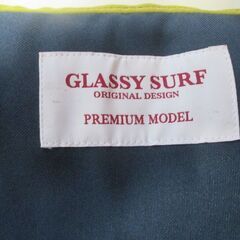 GLASSY SURF
ORIGINAL DESIGN
PREMIUM MODEL